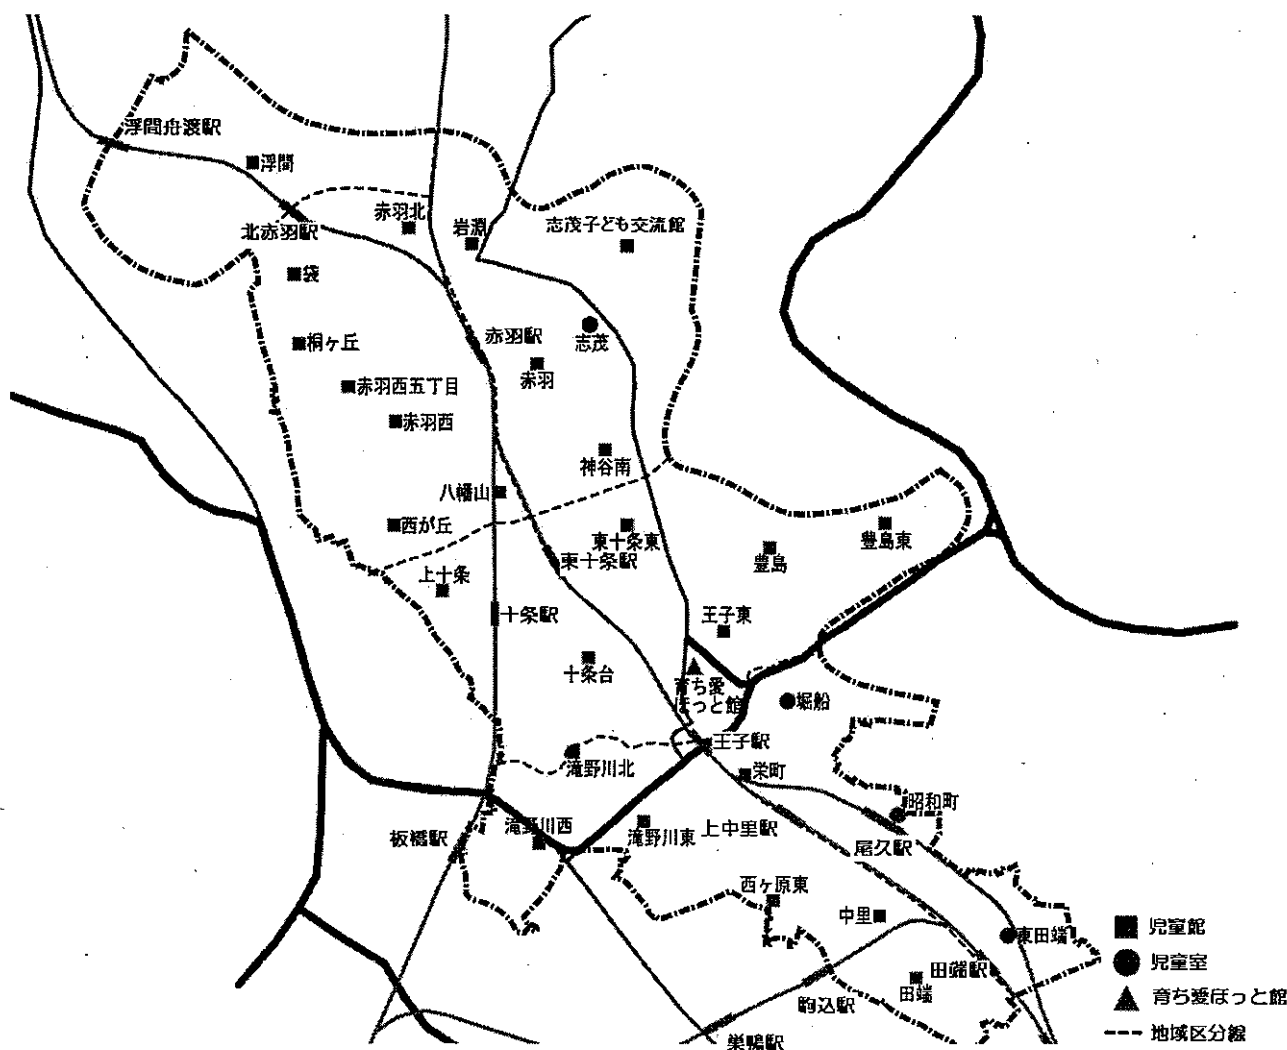 浮間舟渡駅
浮間
赤羽北
岩淵
志茂子ども交流館
北赤羽駅
袋
桐ヶ丘
赤羽駅
志茂
赤羽
赤羽西五丁目
赤羽西
神谷南
八幡山
西が丘
東十条東
豊島東
東十条駅
豊島
上十条
十条駅
王子東
十条台
育ち愛
ほっと館
堀船
王子駅
滝野川北
栄町
昭和町
滝野川西
滝野川東
上中里駅
板橋駅
尾久駅
西ヶ原東
中里
東田端
田端駅
田端
駒込駅
巣鴨駅
児童館
児童室
育ち愛ほっと館
地域区分線